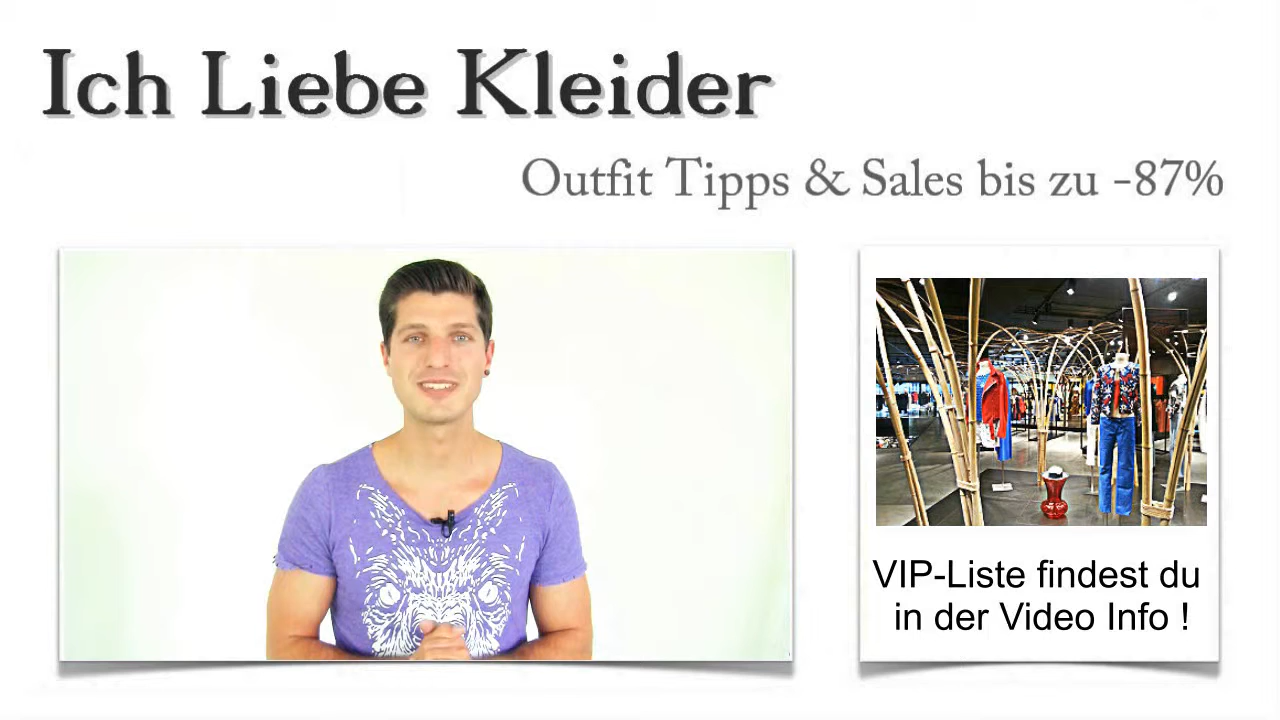 Ich Liebe Kleider
Outfit Tipps & Sales bis zu -87%
VIP-Liste findest du
in der Video Info !